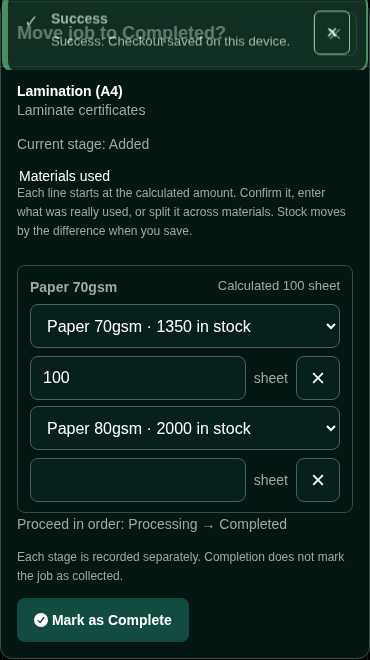 Success
Move job to Completed?
Success: Checkout saved on this device.
Lamination (A4)
Laminate certificates
Current stage: Added
Materials used
Each line starts at the calculated amount. Confirm it, enter
what was really used, or split it across materials. Stock moves
by the difference when you save.
Paper 70gsm
Calculated 100 sheet
Paper 70gsm · 1350 in stock
100
sheet
Paper 80gsm · 2000 in stock
sheet
Proceed in order: Processing → Completed
Each stage is recorded separately. Completion does not mark
the job as collected.
Mark as Complete